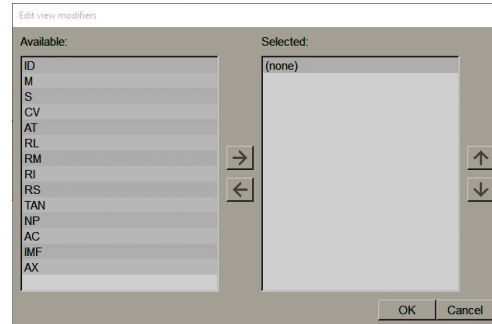 Edit view modifiers
Available:
Selected:
ID
M
S
CV
AT
RL
RM
RI
RS
TAN
NP
AC
IMF
AX
(none)
OK
Cancel